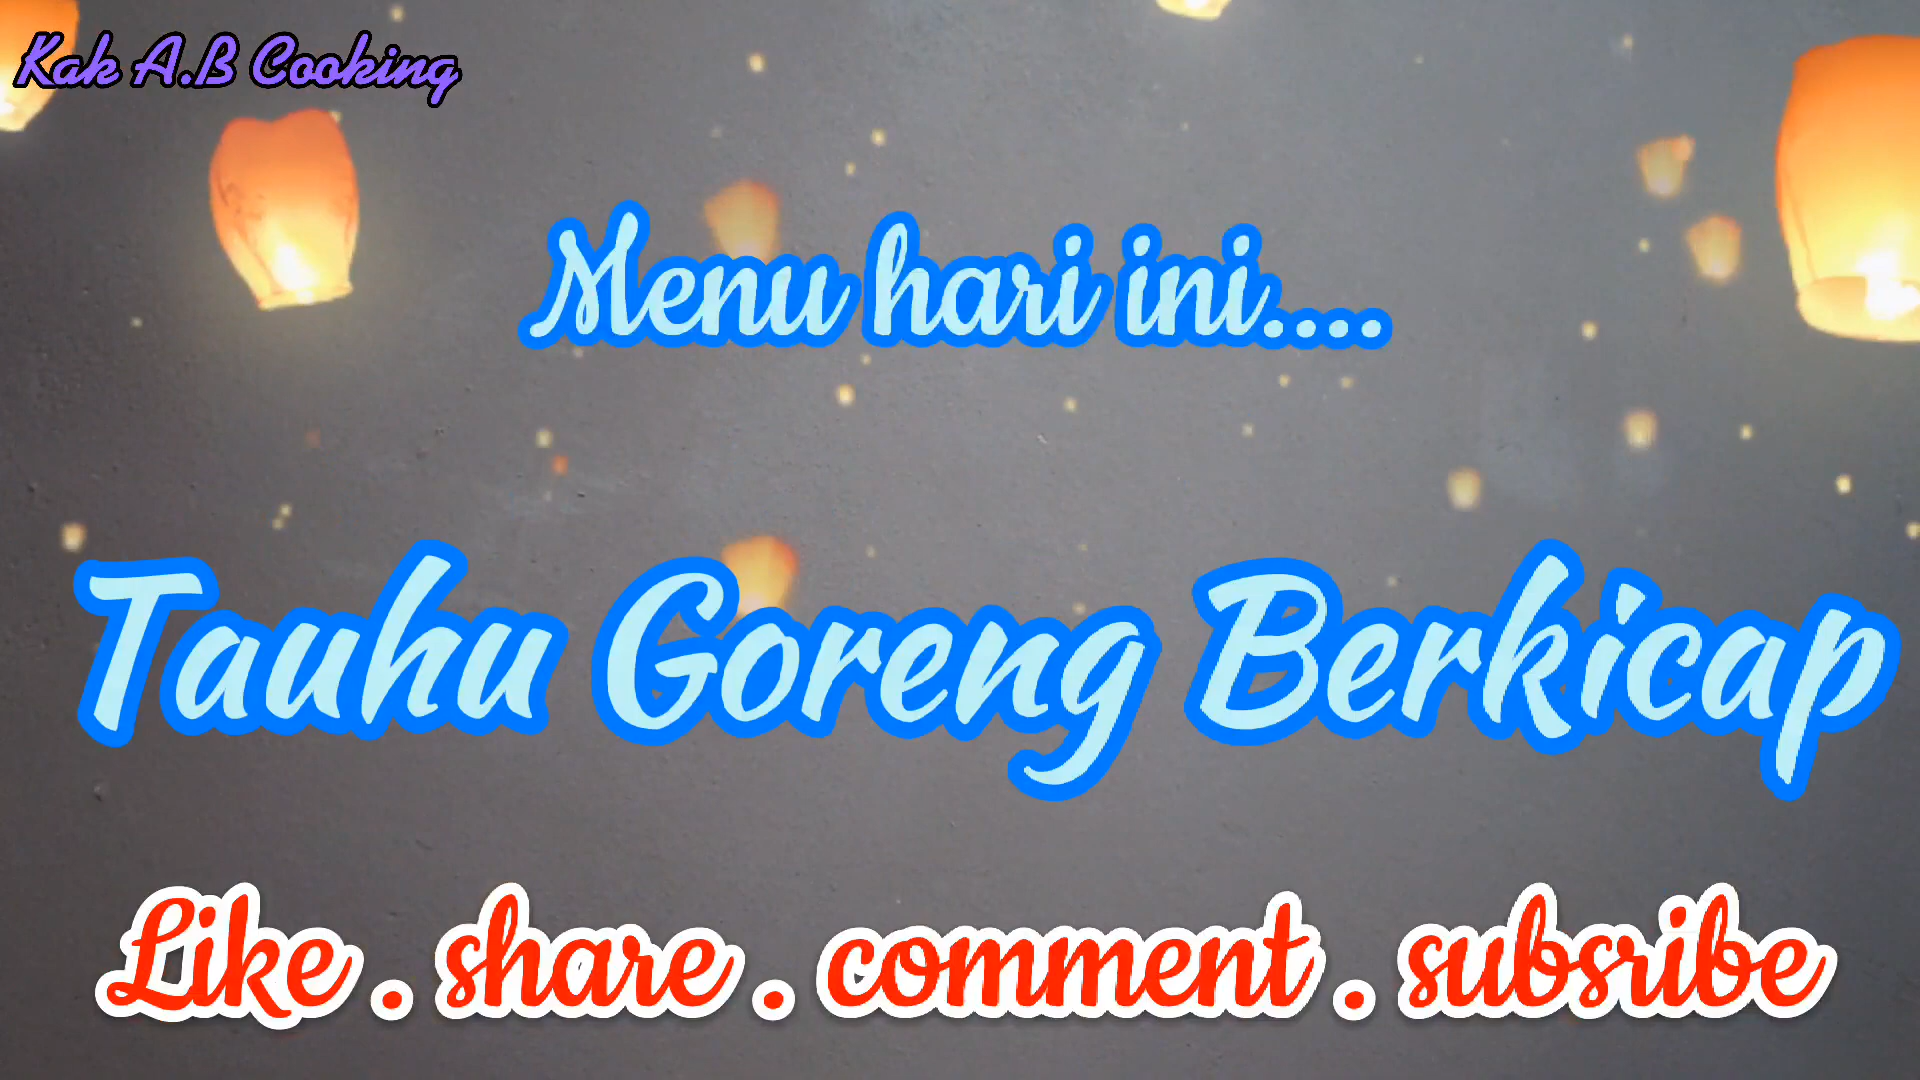 Kak A.B Cooking
Menu hari ini....
Tauhu Goreng Berkicap
Like . share . comment . subsribe